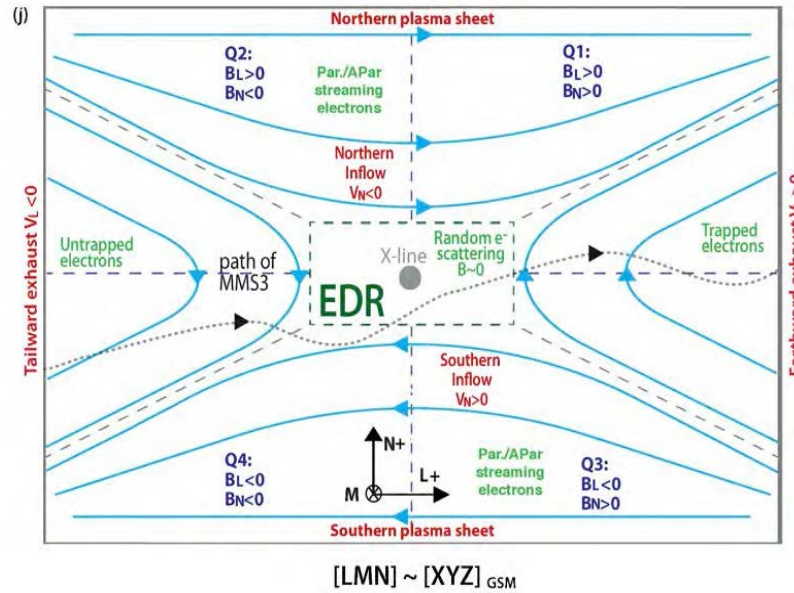 (j)
Northern plasma sheet
Q2:
BL>0
BN<0
Par./APar
streaming
electrons
Q1:
BL>0
BN>0
Northern
Inflow
VN<0
Tailward exhaust VL <0
Untrapped
electrons
path of
MMS3
X-line
EDR
Random e-
scattering
B~0
Trapped
electrons
Southern
Inflow
VN>0
Q4:
BL<0
BN<0
N+
M
L+
Par./APar
streaming
electrons
Q3:
BL<0
BN>0
Southern plasma sheet
[LMN] ~ [XYZ] GSM